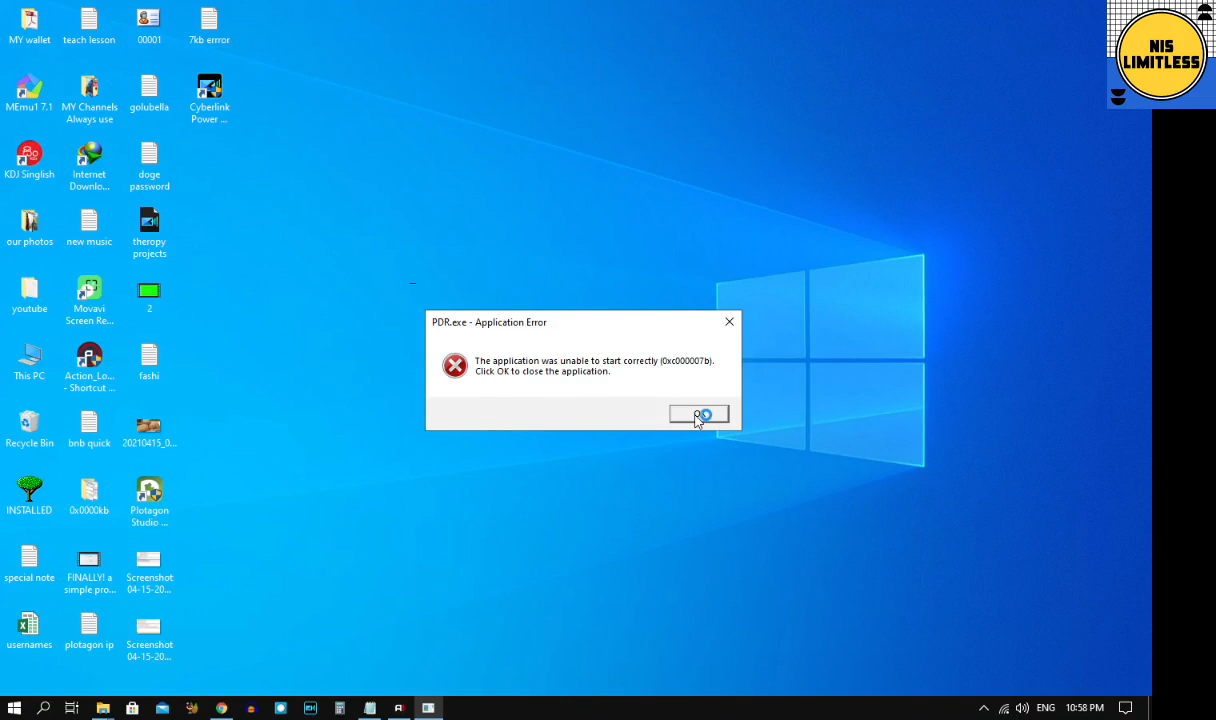 MY wallet
teach lesson
00001
7kb errror
NIS
LIMITLESS
MEmu1 7.1
MY Channels
Always use
golubella
Cyberlink
Power ...
KDJ Singlish
Internet
Downlo...
doge
password
our photos
new music
theropy
projects
youtube
Movavi
Screen Re...
2
PDR.exe - Application Error
The application was unable to start correctly (0xc000007b).
Click OK to close the application.
This PC
Action_Lo...
- Shortcut ...
fashi
Recycle Bin
bnb quick
20210415_0...
INSTALLED
0x0000kb
Plotagon
Studio ...
special note
FINALLY! a
simple pro...
Screenshot
04-15-20...
usernames
plotagon ip
Screenshot
04-15-20...
ENG
10:58 PM